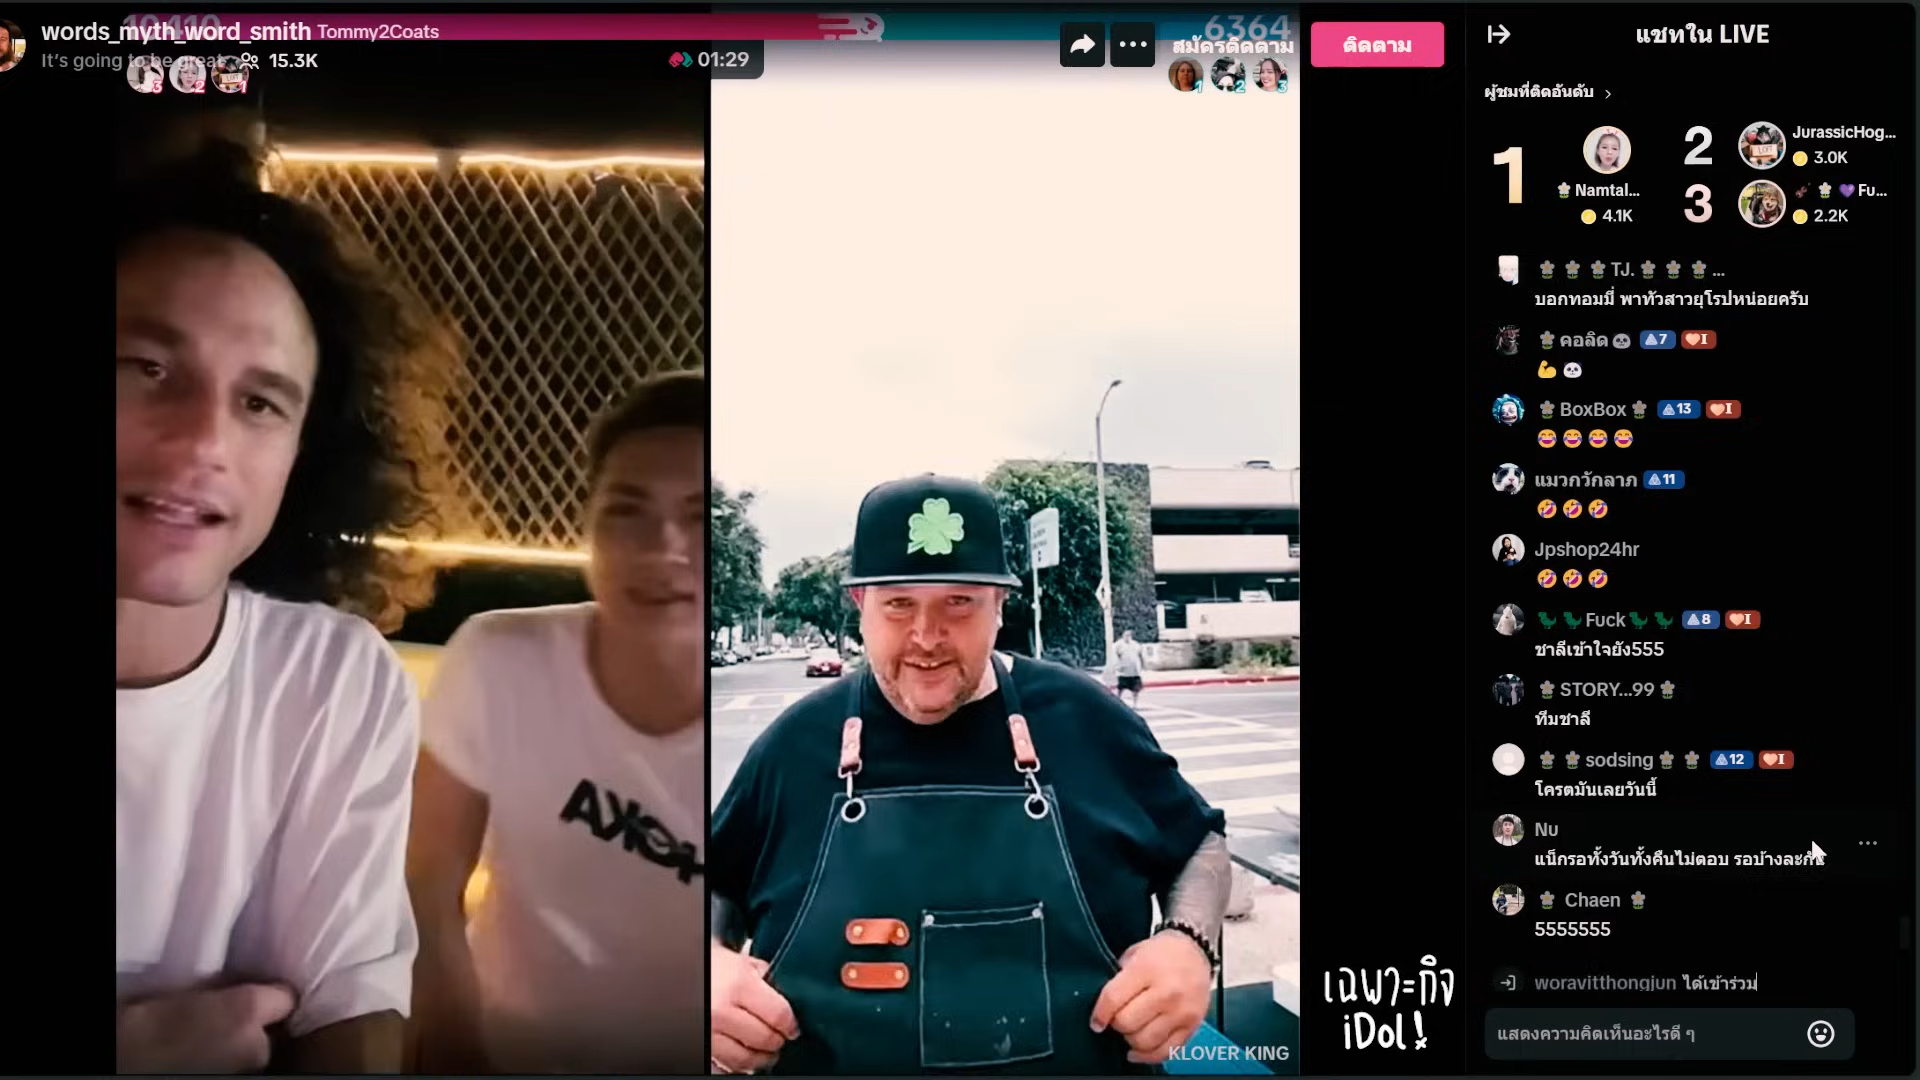 10410
6364
words_myth_word_smith Tommy2Coats
It's going to be great
15.3K
3
2
1
01:29
สมัครติดตาม
ติดตาม
1
2
3
แชทใน LIVE
ผู้ชมที่ติดอันดับ >
1
Namtal...
4.1K
2
JurassicHog...
3.0K
3
Fu...
2.2K
TJ. ...
บอกทอมมี่ พาทัวสาวยุโรปหน่อยครับ
คอลิด 7 I
BoxBox 13 I
แมวกวักลาภ 11
Jpshop24hr
Fuck 8 I
ชาลีเข้าใจยัง555
STORY...99
ทีมชาลี
sodsing 12 I
โครตมันเลยวันนี้
Nu
แน็กรอทั้งวันทั้งคืนไม่ตอบ รอบ้างละกัน
Chaen
5555555
woravitthongjun ได้เข้าร่วม
แสดงความคิดเห็นอะไรดี ๆ
เฉพาะกิจ
iDol!
KLOVER KING